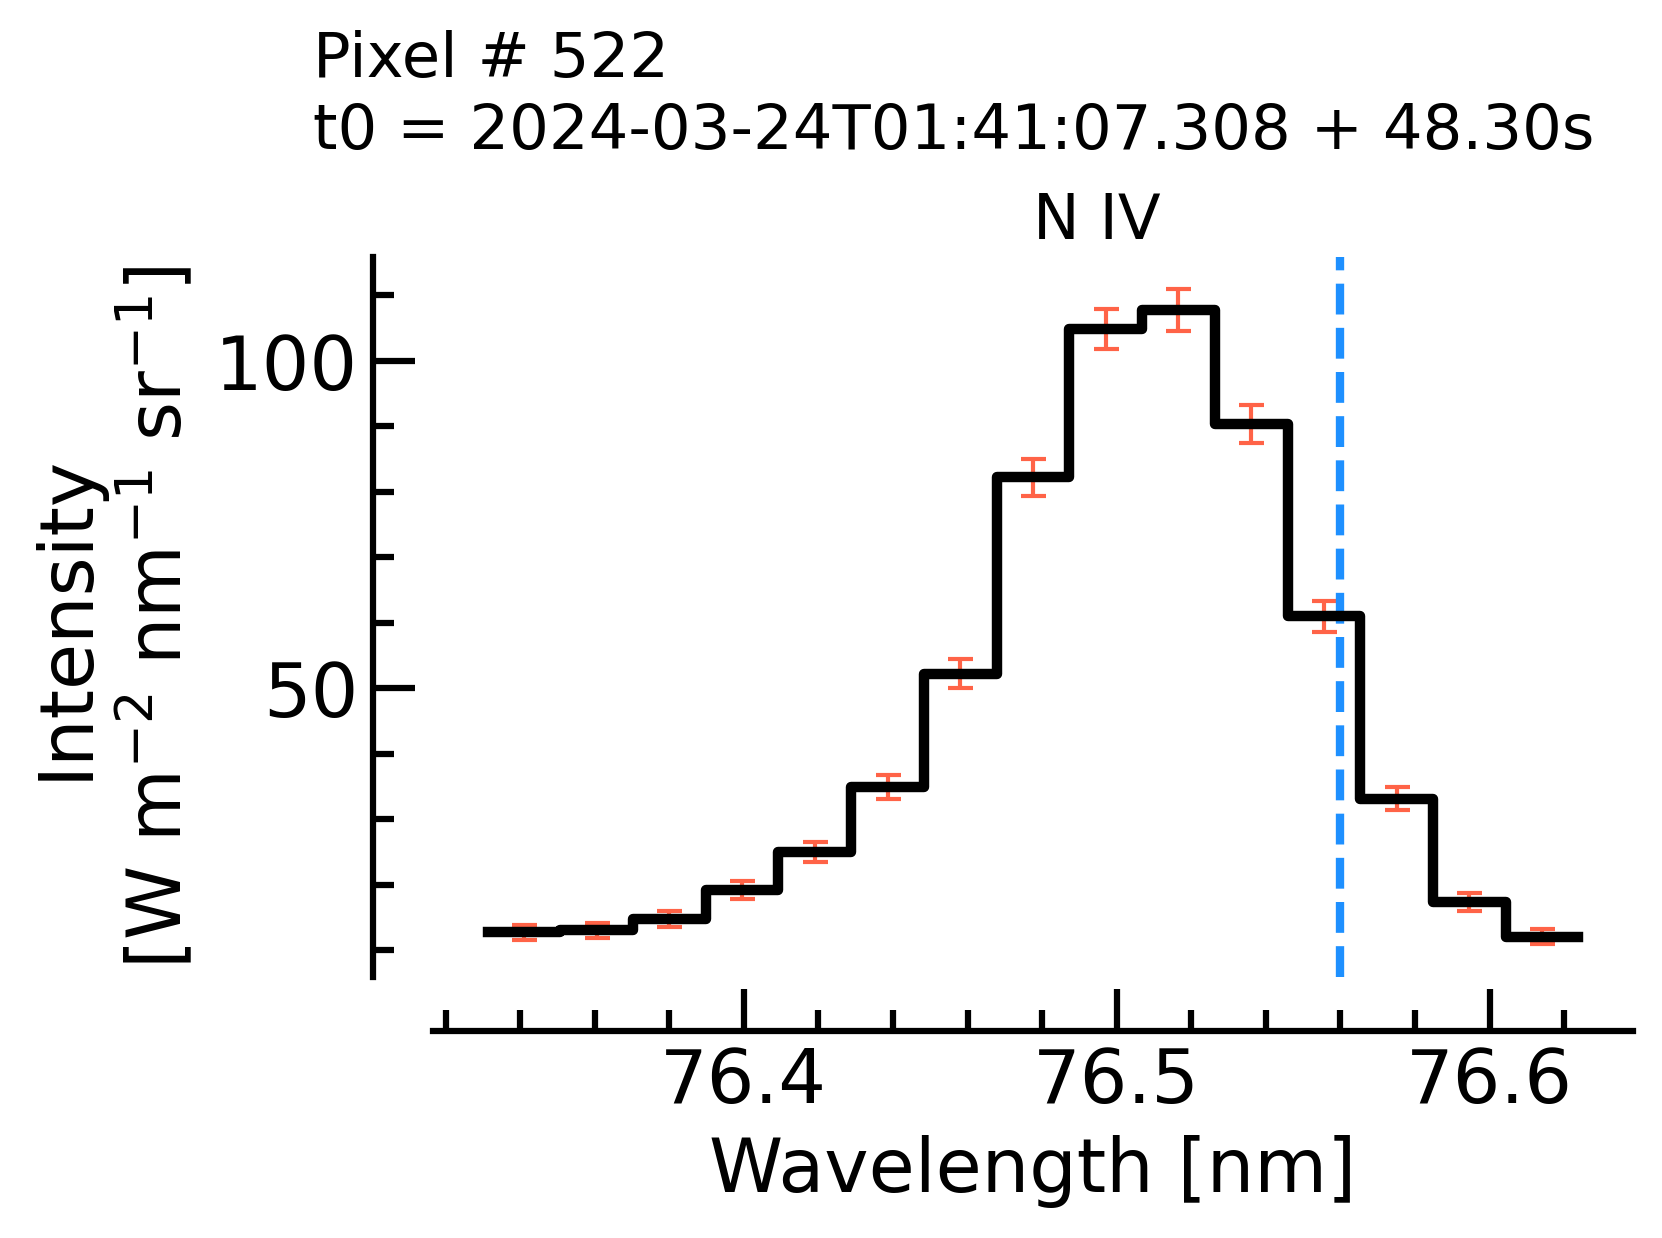 Pixel # 522
t0 = 2024-03-24T01:41:07.308 + 48.30s
N IV
Intensity
[W m⁻² nm⁻¹ sr⁻¹]
100
50
76.4 76.5 76.6
Wavelength [nm]